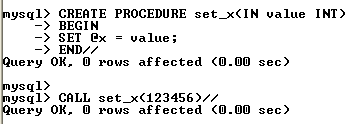 mysql> CREATE PROCEDURE set_x(IN value INT)
    -> BEGIN
    -> SET @x = value;
    -> END//
Query OK, 0 rows affected (0.00 sec)
mysql>
mysql> CALL set_x(123456)//
Query OK, 0 rows affected (0.00 sec)